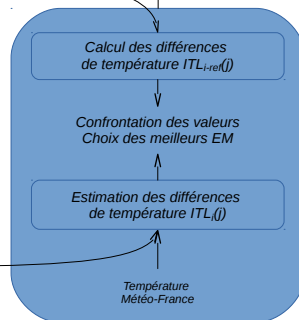 Calcul des différences
de température ITLi-ref(j)
Confrontation des valeurs
Choix des meilleurs EM
Estimation des différences
de température ITLi(j)
Température
Météo-France